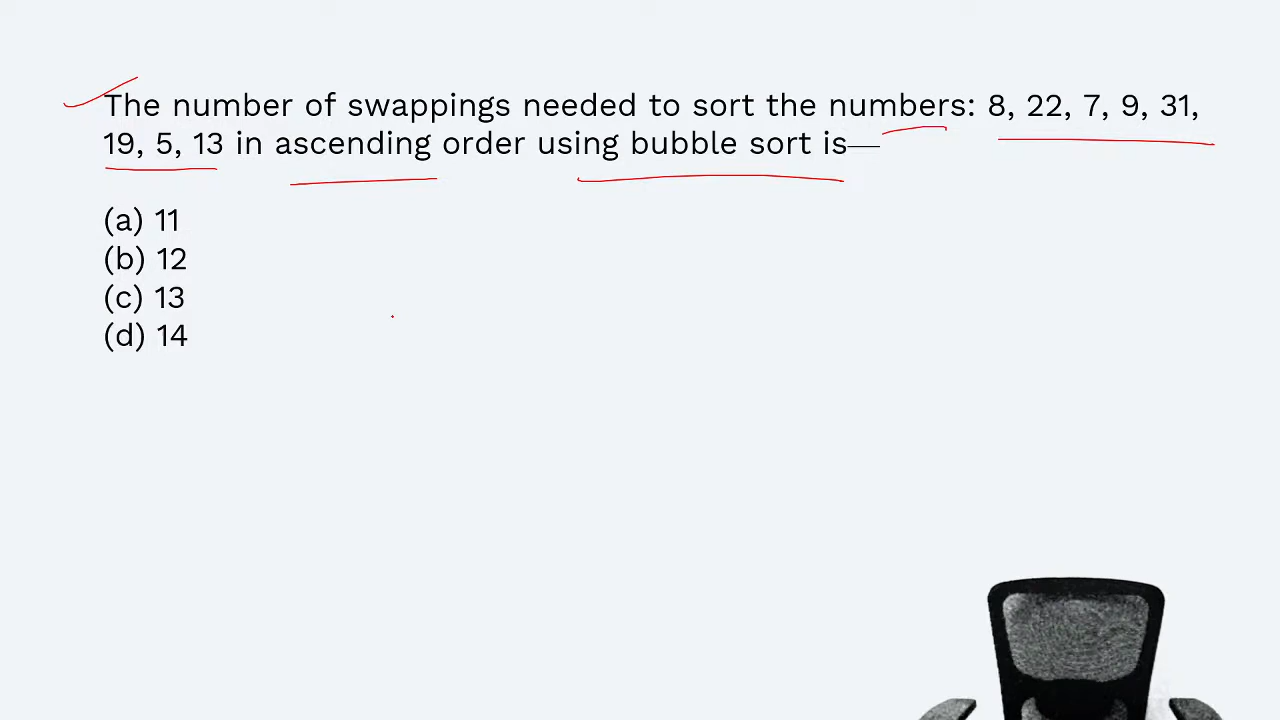 The number of swappings needed to sort the numbers: 8, 22, 7, 9, 31,
19, 5, 13 in ascending order using bubble sort is—
(a) 11
(b) 12
(c) 13
(d) 14